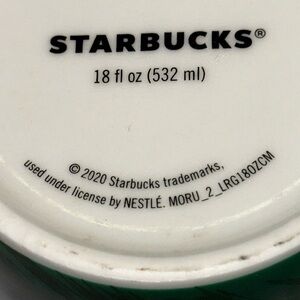 STARBUCKS®
18 fl oz (532 ml)
© 2020 Starbucks trademarks,
used under license by NESTLÉ. MORU_2_LRG18OZCM